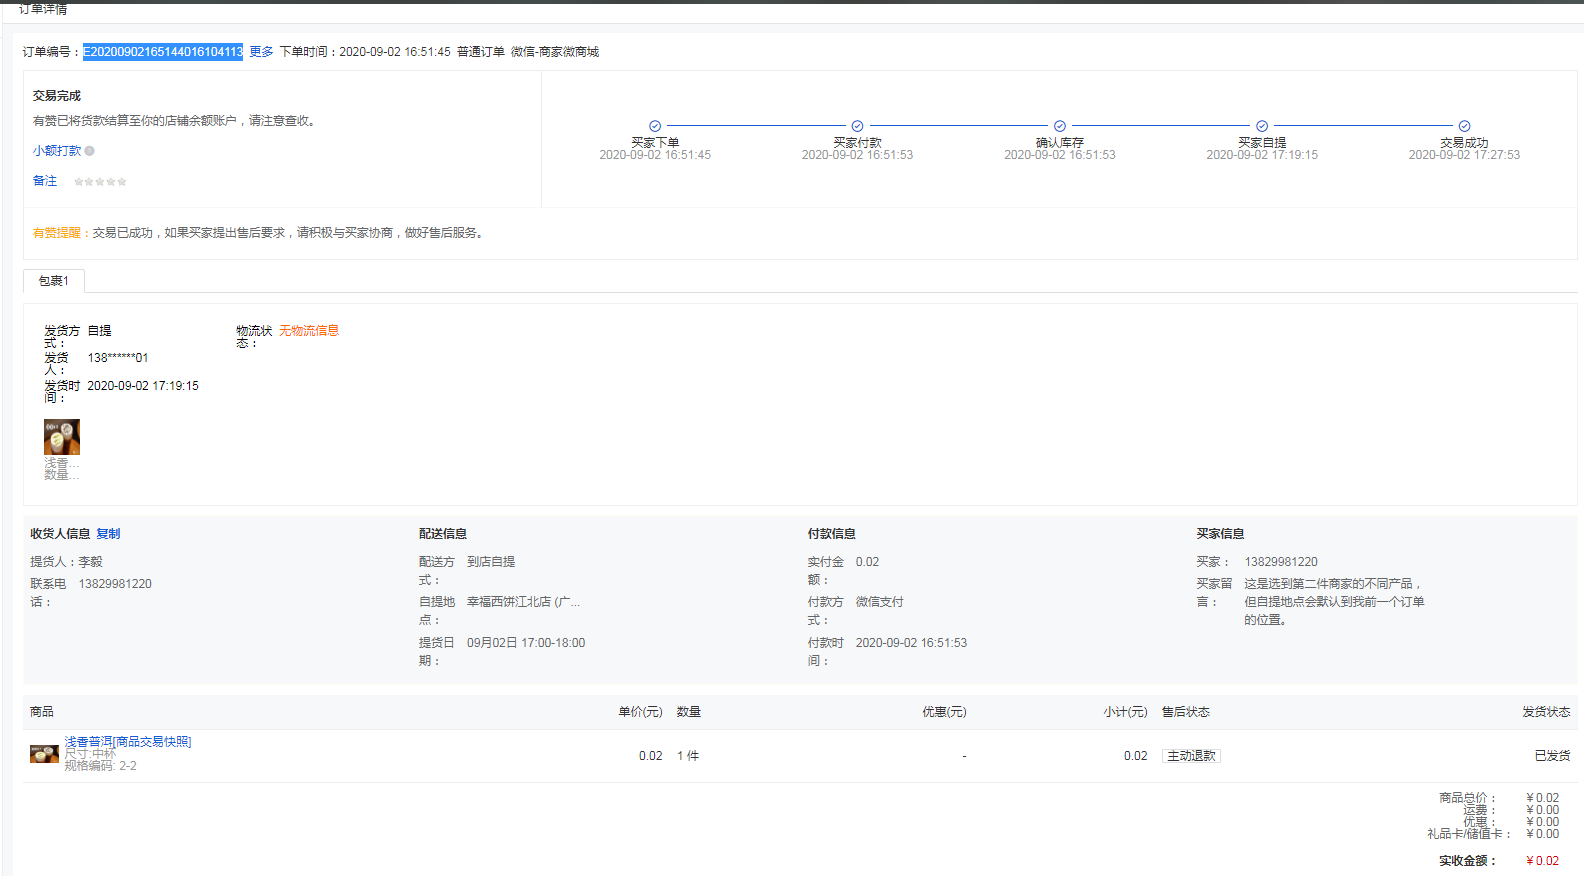 订单详情
订单编号：E20200902165144016104113 更多 下单时间：2020-09-02 16:51:45 普通订单 微信-商家微商城
交易完成
有赞已将货款结算至你的店铺余额账户，请注意查收。
小额打款
备注
买家下单
2020-09-02 16:51:45
买家付款
2020-09-02 16:51:53
确认库存
2020-09-02 16:51:53
买家自提
2020-09-02 17:19:15
交易成功
2020-09-02 17:27:53
有赞提醒：交易已成功，如果买家提出售后要求，请积极与买家协商，做好售后服务。
包裹1
发货方式： 自提
物流状态： 无物流信息
发货人： 138******01
发货时间： 2020-09-02 17:19:15
浅香...
数量...
收货人信息 复制
提货人：李毅
联系电话： 13829981220
配送信息
配送方式： 到店自提
自提地点： 幸福西饼江北店 (广...
提货日期： 09月02日 17:00-18:00
付款信息
实付金额： 0.02
付款方式： 微信支付
付款时间： 2020-09-02 16:51:53
买家信息
买家： 13829981220
买家留言： 这是选到第二件商家的不同产品，
但自提地点会默认到我前一个订单
的位置。
商品 单价(元) 数量 优惠(元) 小计(元) 售后状态 发货状态
浅香普洱[商品交易快照]
尺寸:中杯
规格编码: 2-2
0.02 1 件 - 0.02 主动退款 已发货
商品总价： ￥0.02
运费： ￥0.00
优惠： ￥0.00
礼品卡/储值卡： ￥0.00
实收金额： ￥0.02